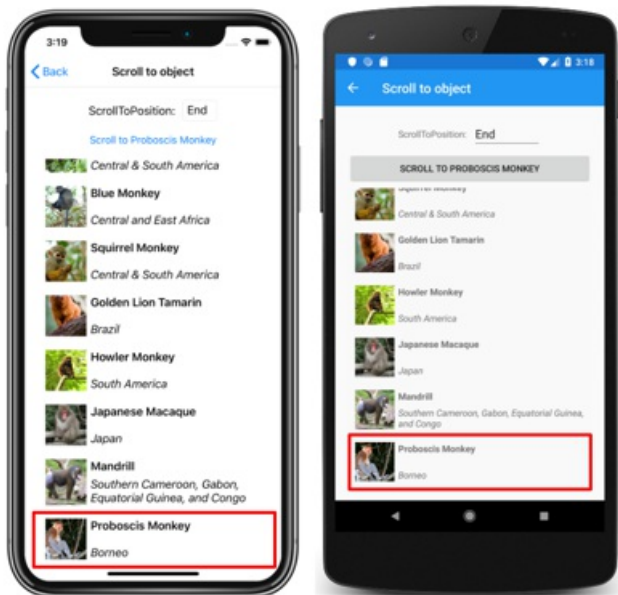 3:19
Back
Scroll to object
ScrollToPosition: End
Scroll to Proboscis Monkey
Central & South America
Blue Monkey
Central and East Africa
Squirrel Monkey
Central & South America
Golden Lion Tamarin
Brazil
Howler Monkey
South America
Japanese Macaque
Japan
Mandrill
Southern Cameroon, Gabon,
Equatorial Guinea, and Congo
Proboscis Monkey
Borneo
3:18
Scroll to object
ScrollToPosition: End
SCROLL TO PROBOSCIS MONKEY
Squirrel Monkey
Central & South America
Golden Lion Tamarin
Brazil
Howler Monkey
South America
Japanese Macaque
Japan
Mandrill
Southern Cameroon, Gabon, Equatorial Guinea,
and Congo
Proboscis Monkey
Borneo